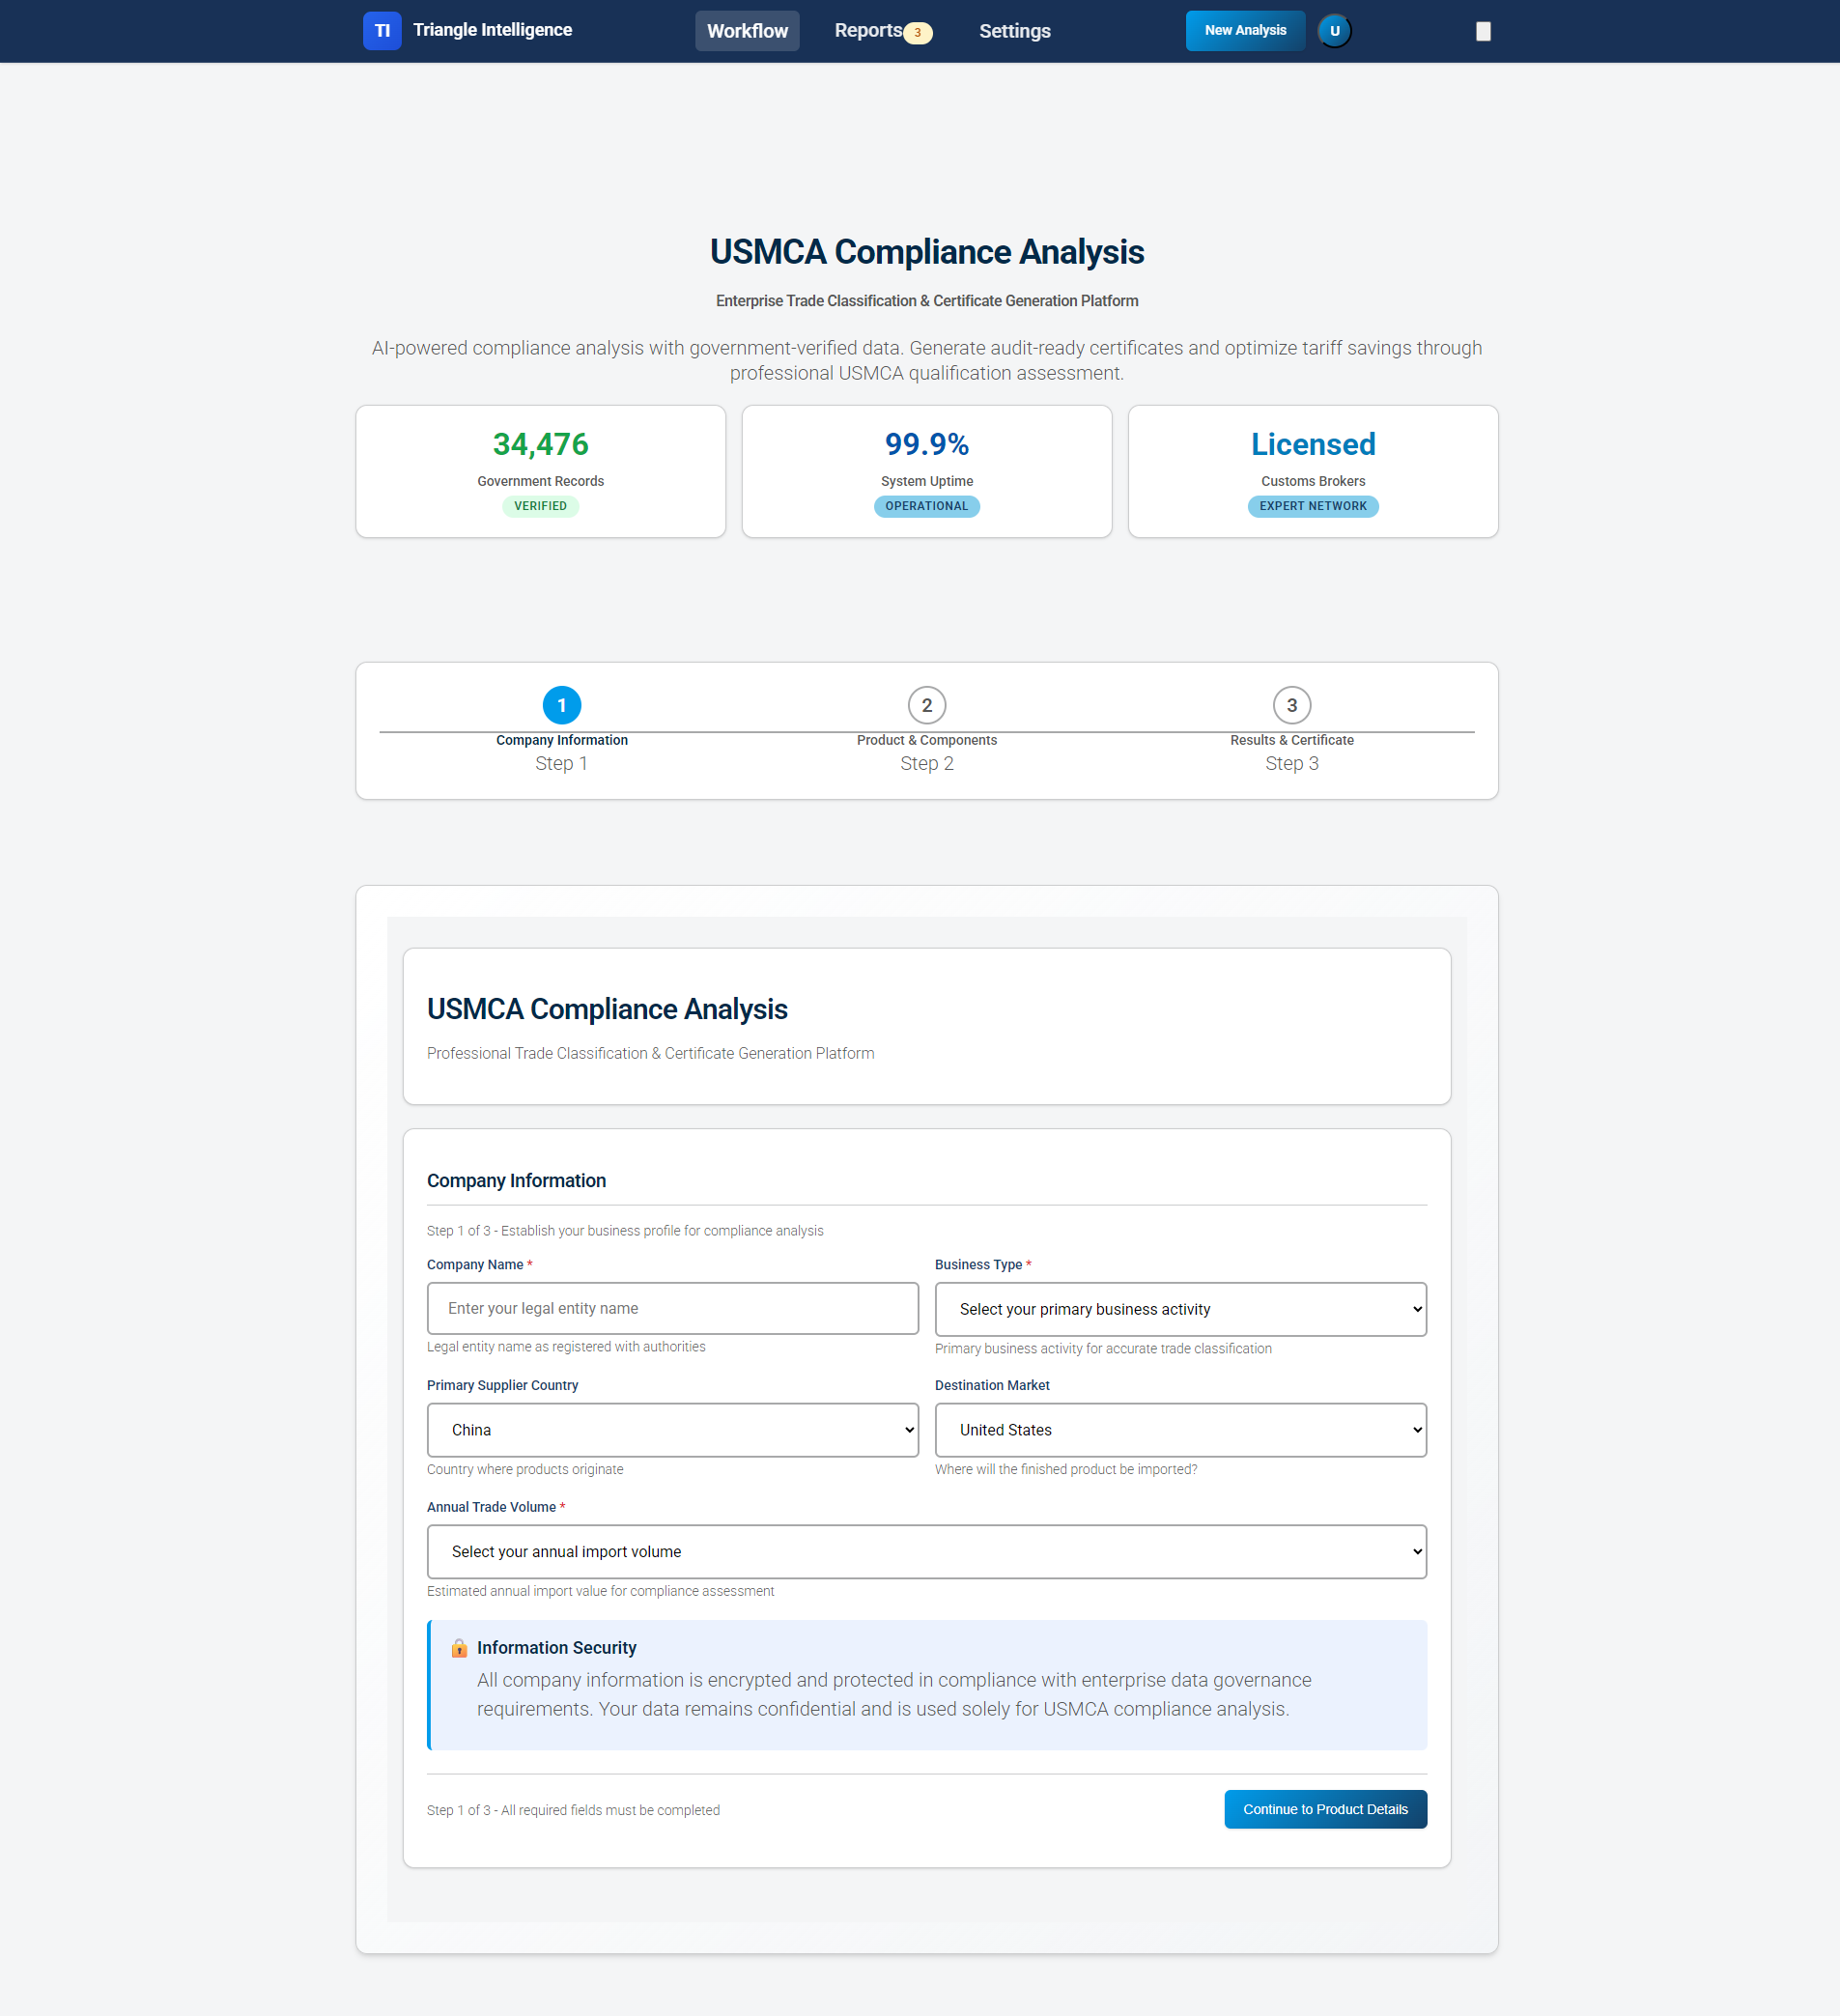 TI Triangle Intelligence Workflow Reports 3 Settings New Analysis U
USMCA Compliance Analysis
Enterprise Trade Classification & Certificate Generation Platform
AI-powered compliance analysis with government-verified data. Generate audit-ready certificates and optimize tariff savings through
professional USMCA qualification assessment.
34,476
Government Records
VERIFIED
99.9%
System Uptime
OPERATIONAL
Licensed
Customs Brokers
EXPERT NETWORK
1
Company Information
Step 1
2
Product & Components
Step 2
3
Results & Certificate
Step 3
USMCA Compliance Analysis
Professional Trade Classification & Certificate Generation Platform
Company Information
Step 1 of 3 - Establish your business profile for compliance analysis
Company Name *
Enter your legal entity name
Legal entity name as registered with authorities
Business Type *
Select your primary business activity
Primary business activity for accurate trade classification
Primary Supplier Country
China
Country where products originate
Destination Market
United States
Where will the finished product be imported?
Annual Trade Volume *
Select your annual import volume
Estimated annual import value for compliance assessment
Information Security
All company information is encrypted and protected in compliance with enterprise data governance
requirements. Your data remains confidential and is used solely for USMCA compliance analysis.
Step 1 of 3 - All required fields must be completed
Continue to Product Details